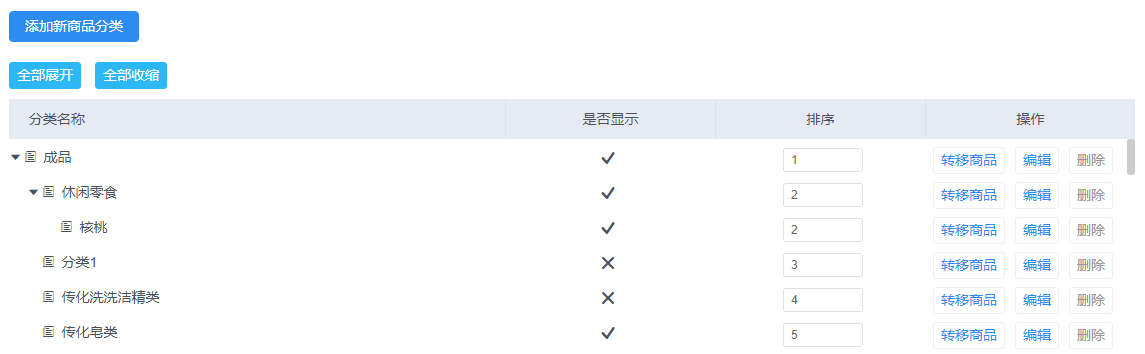 添加新商品分类
全部展开 全部收缩
分类名称 是否显示 排序 操作
成品 1 转移商品 编辑 删除
休闲零食 2 转移商品 编辑 删除
核桃 2 转移商品 编辑 删除
分类1 3 转移商品 编辑 删除
传化洗洗洁精类 4 转移商品 编辑 删除
传化皂类 5 转移商品 编辑 删除